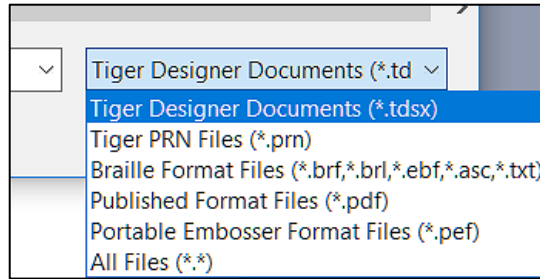 Tiger Designer Documents (*.td
Tiger Designer Documents (*.tdsx)
Tiger PRN Files (*.prn)
Braille Format Files (*.brf,*.brl,*.ebf,*.asc,*.txt)
Published Format Files (*.pdf)
Portable Embosser Format Files (*.pef)
All Files (*.*)